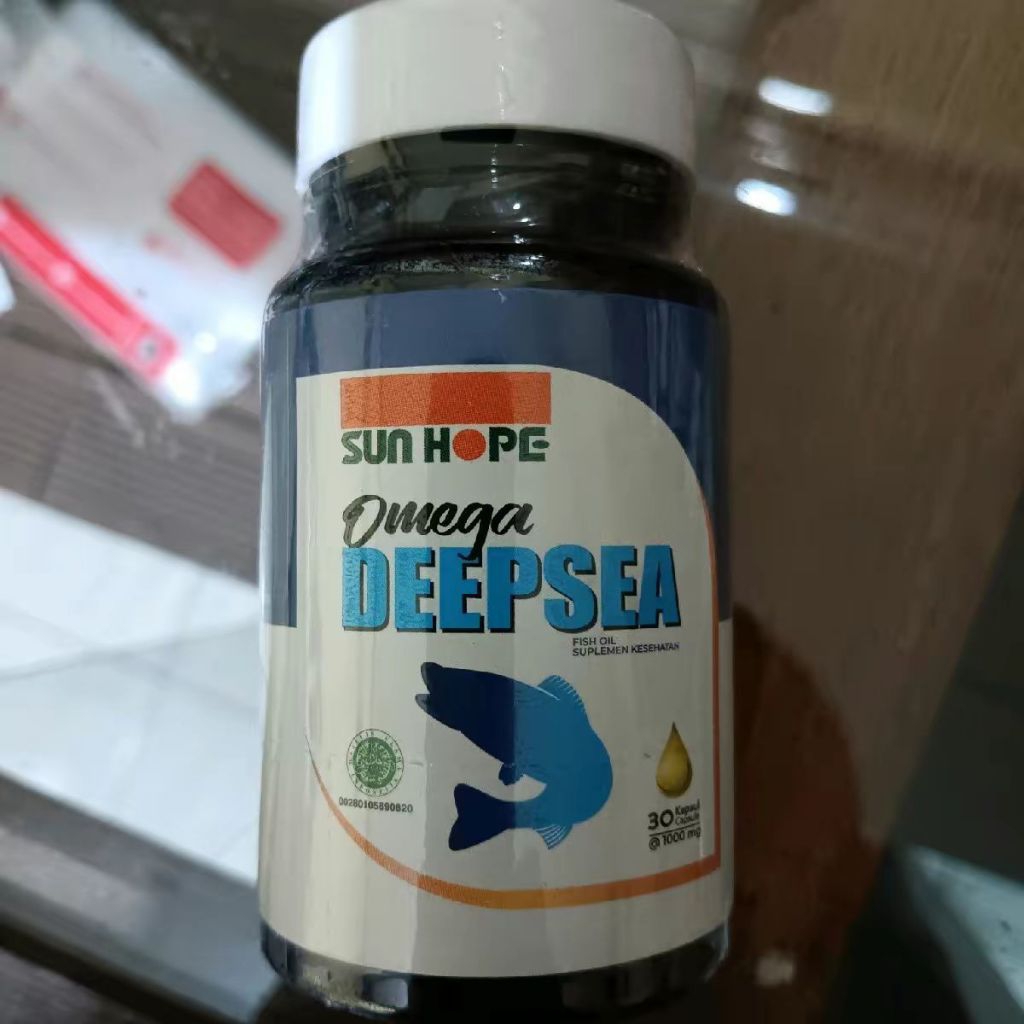 SUN HOPE
Omega
DEEPSEA
FISH OIL
SUPLEMEN KESEHATAN
00280105890820
30 Kapsul
Capsule
@ 1000 mg